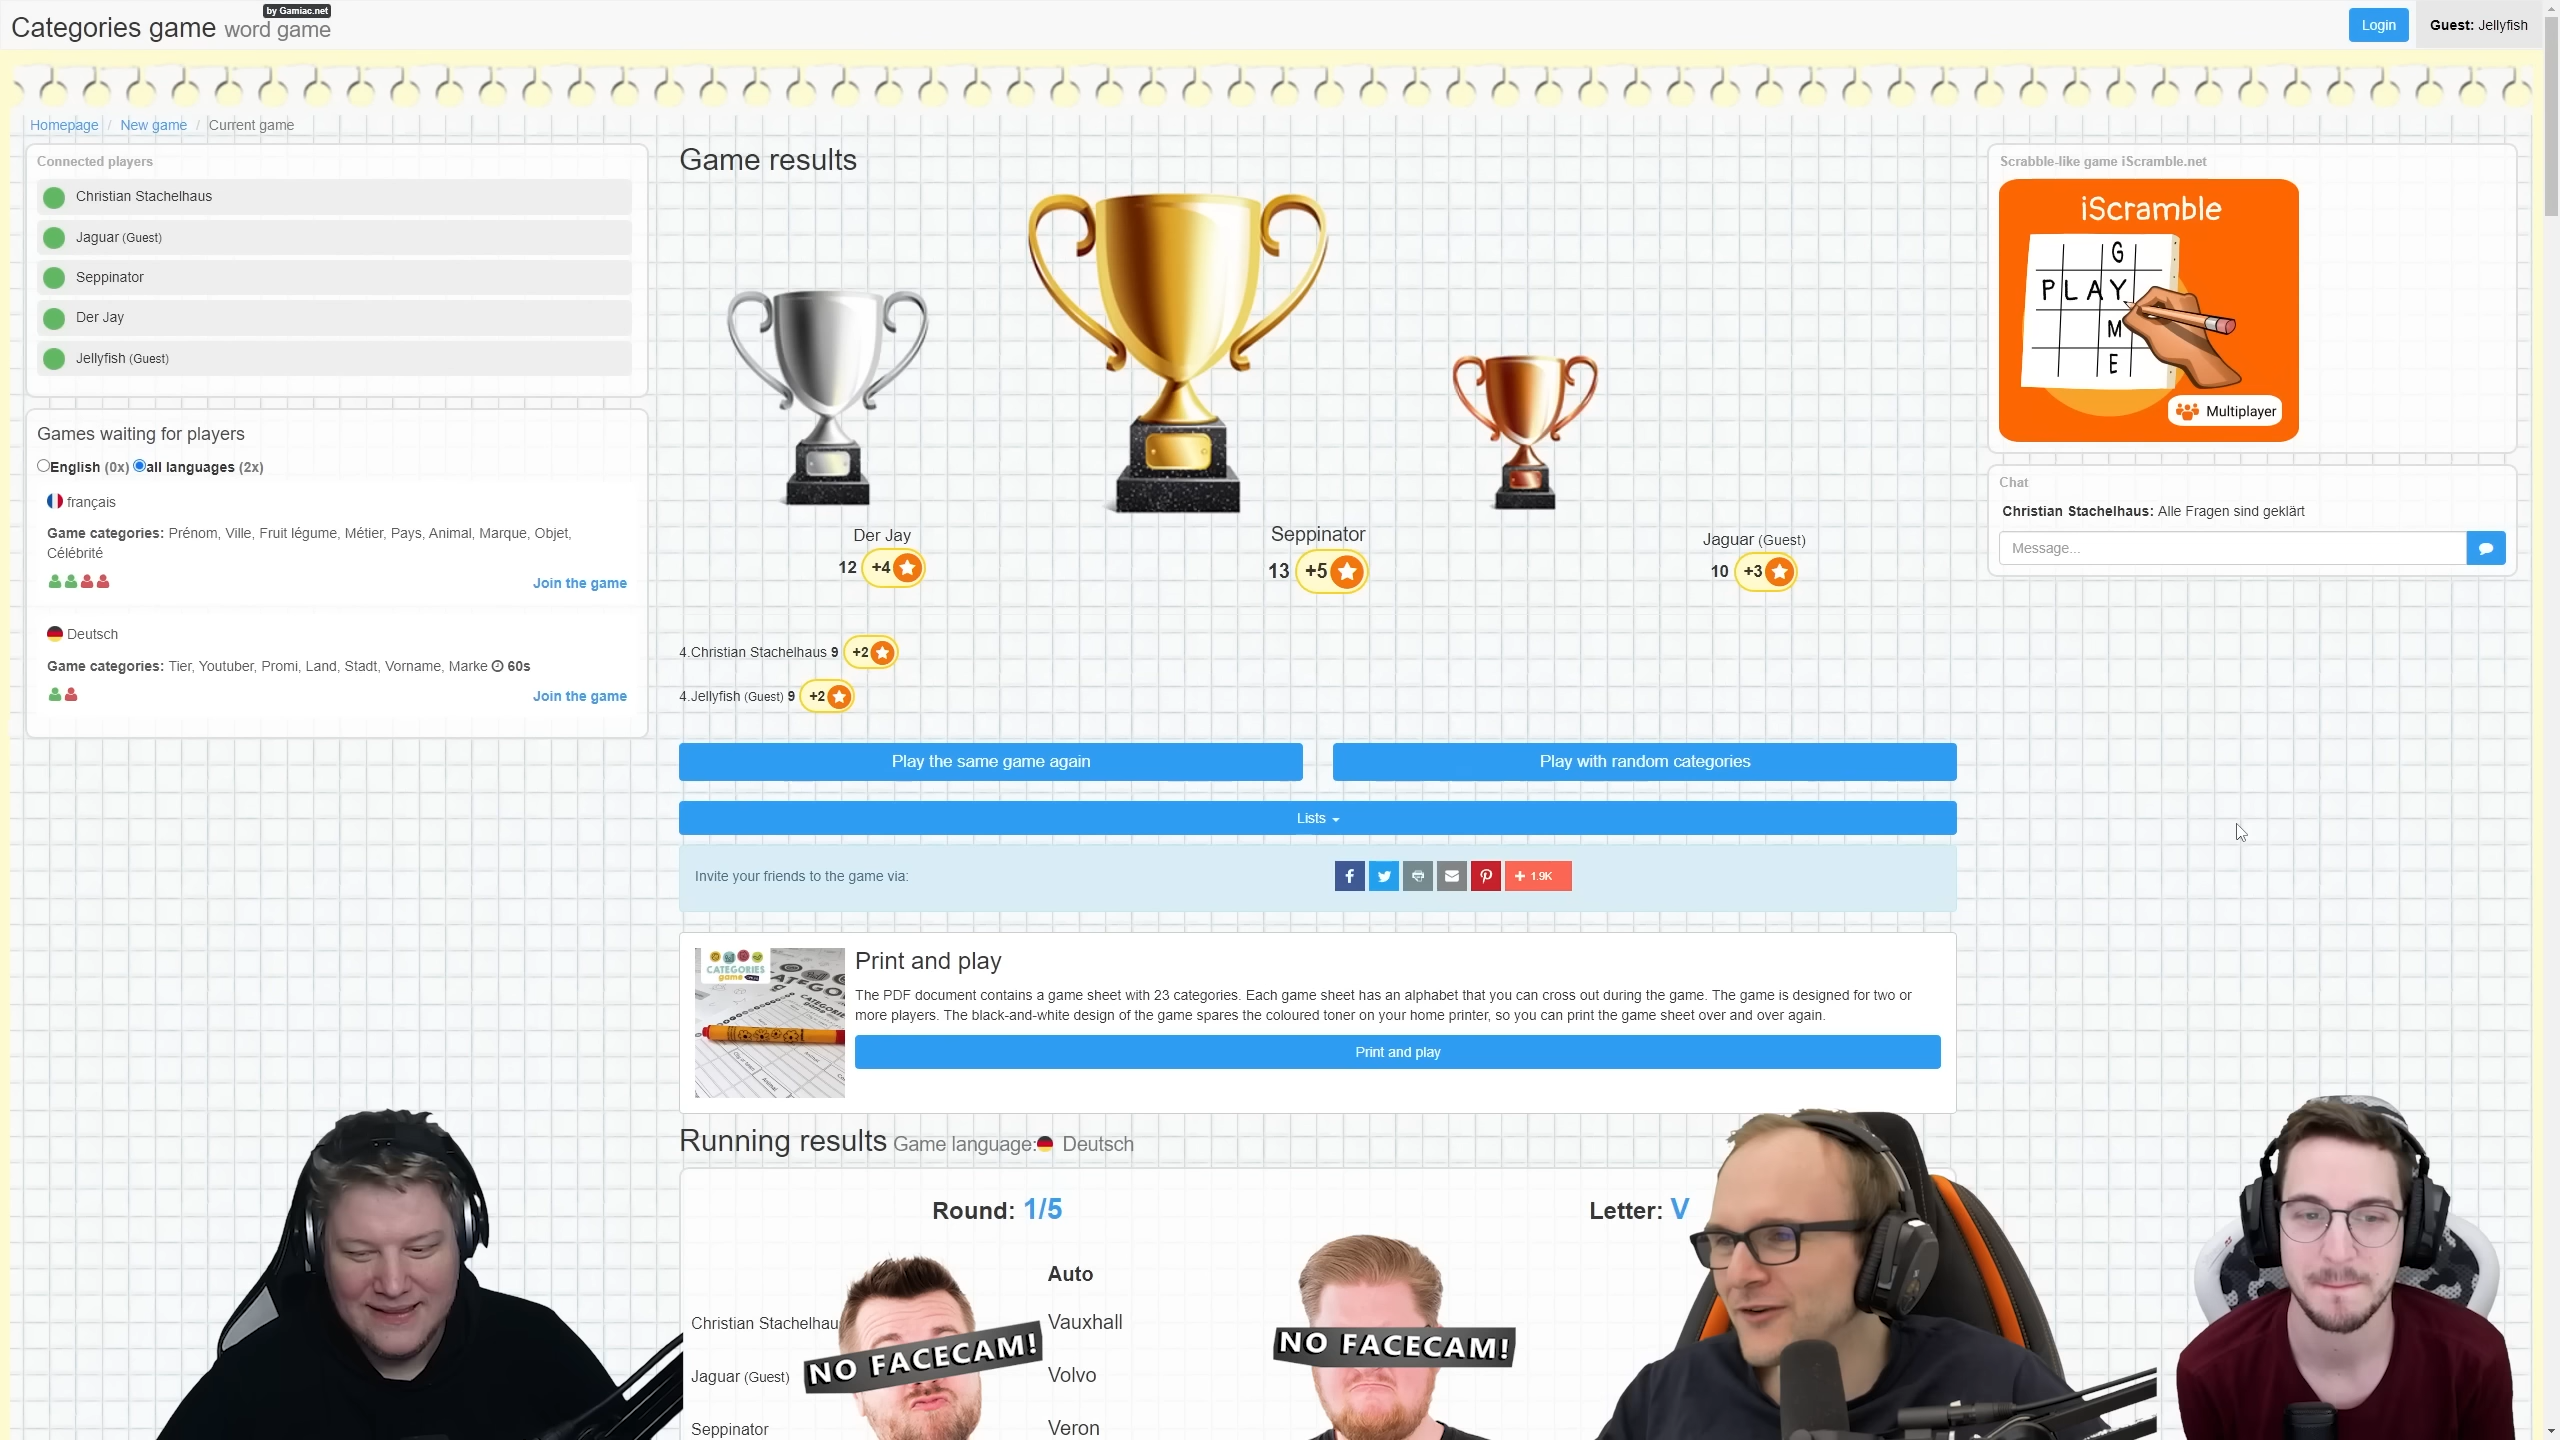 by Gamiac.net
Categories game word game
Login
Guest: Jellyfish
Homepage / New game / Current game
Connected players
Christian Stachelhaus
Jaguar (Guest)
Seppinator
Der Jay
Jellyfish (Guest)
Games waiting for players
English (0x) all languages (2x)
français
Game categories: Prénom, Ville, Fruit légume, Métier, Pays, Animal, Marque, Objet,
Célébrité
Join the game
Deutsch
Game categories: Tier, Youtuber, Promi, Land, Stadt, Vorname, Marke 60s
Join the game
Game results
Der Jay
12 +4
Seppinator
13 +5
Jaguar (Guest)
10 +3
4.Christian Stachelhaus 9 +2
4.Jellyfish (Guest) 9 +2
Play the same game again
Play with random categories
Lists
Invite your friends to the game via:
1.9K
CATEGORIES
game
Print and play
The PDF document contains a game sheet with 23 categories. Each game sheet has an alphabet that you can cross out during the game. The game is designed for two or
more players. The black-and-white design of the game spares the coloured toner on your home printer, so you can print the game sheet over and over again.
Print and play
Running results Game language: Deutsch
Round: 1/5
Letter: V
Auto
Christian Stachelhau
Vauxhall
Jaguar (Guest)
Volvo
Seppinator
Veron
NO FACECAM!
NO FACECAM!
Scrabble-like game iScramble.net
iScramble
G
PLAY
M
E
Multiplayer
Chat
Christian Stachelhaus: Alle Fragen sind geklärt
Message...